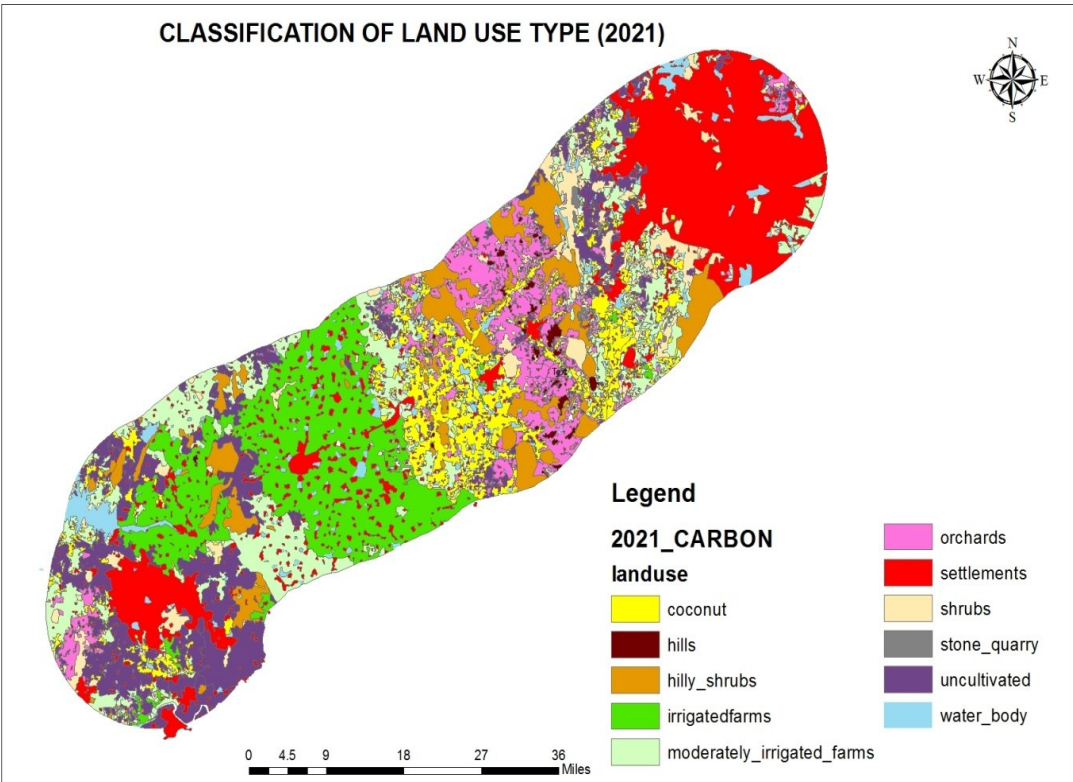 CLASSIFICATION OF LAND USE TYPE (2021)
N
W E
S
Legend
2021_CARBON
landuse
coconut
hills
hilly_shrubs
irrigatedfarms
moderately_irrigated_farms
orchards
settlements
shrubs
stone_quarry
uncultivated
water_body
0 4.5 9 18 27 36
Miles